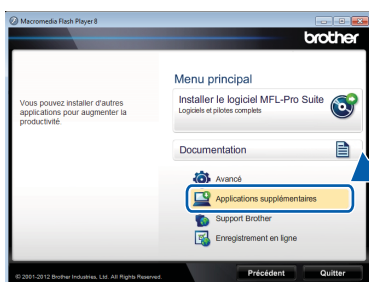 Macromedia Flash Player 8
brother
Menu principal
Vous pouvez installer d'autres
applications pour augmenter la
productivité
Installer le logiciel MFL-Pro Suite
Logiciels et pilotes complets
Documentation
Avancé
Applications supplémentaires
Support Brother
Enregistrement en ligne
© 2001-2012 Brother Industries, Ltd. All Rights Reserved.
Précédent
Quitter